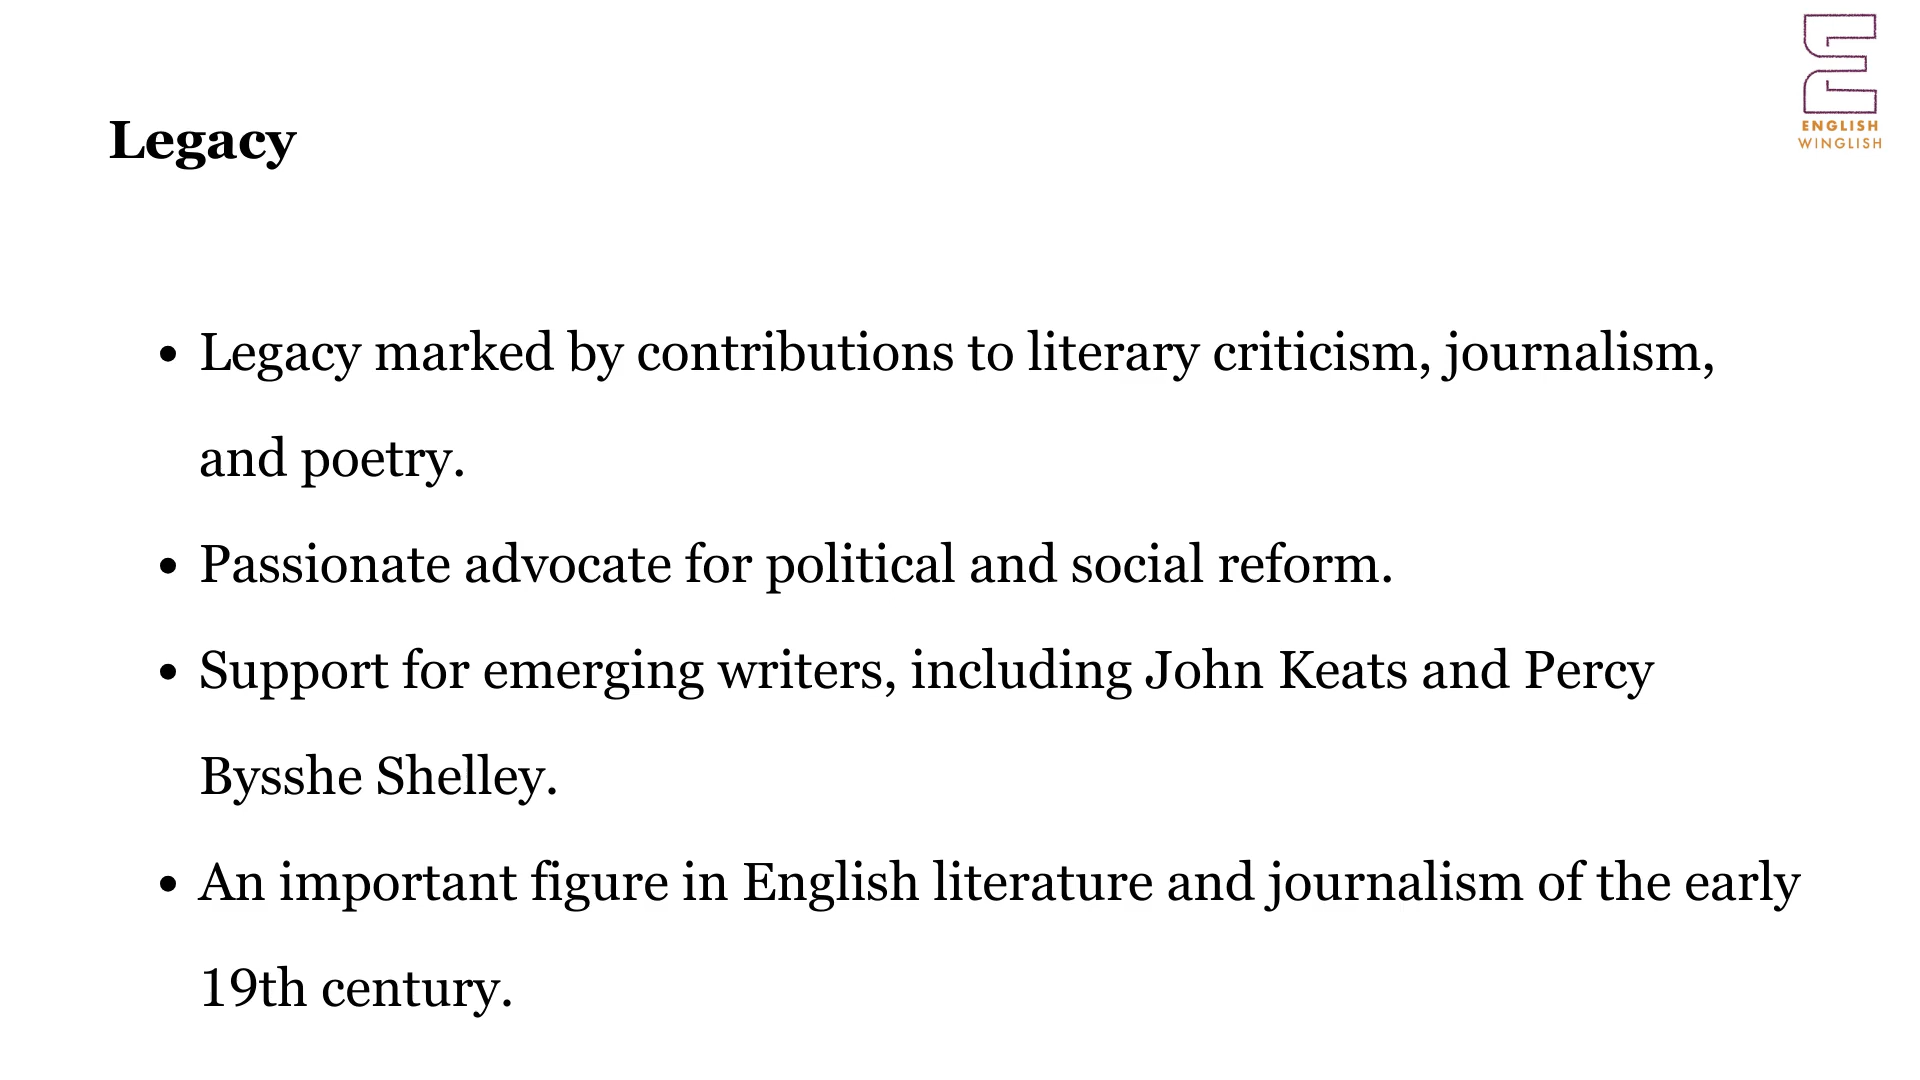 ENGLISH
WINGLISH
Legacy
• Legacy marked by contributions to literary criticism, journalism,
and poetry.
• Passionate advocate for political and social reform.
• Support for emerging writers, including John Keats and Percy
Bysshe Shelley.
• An important figure in English literature and journalism of the early
19th century.